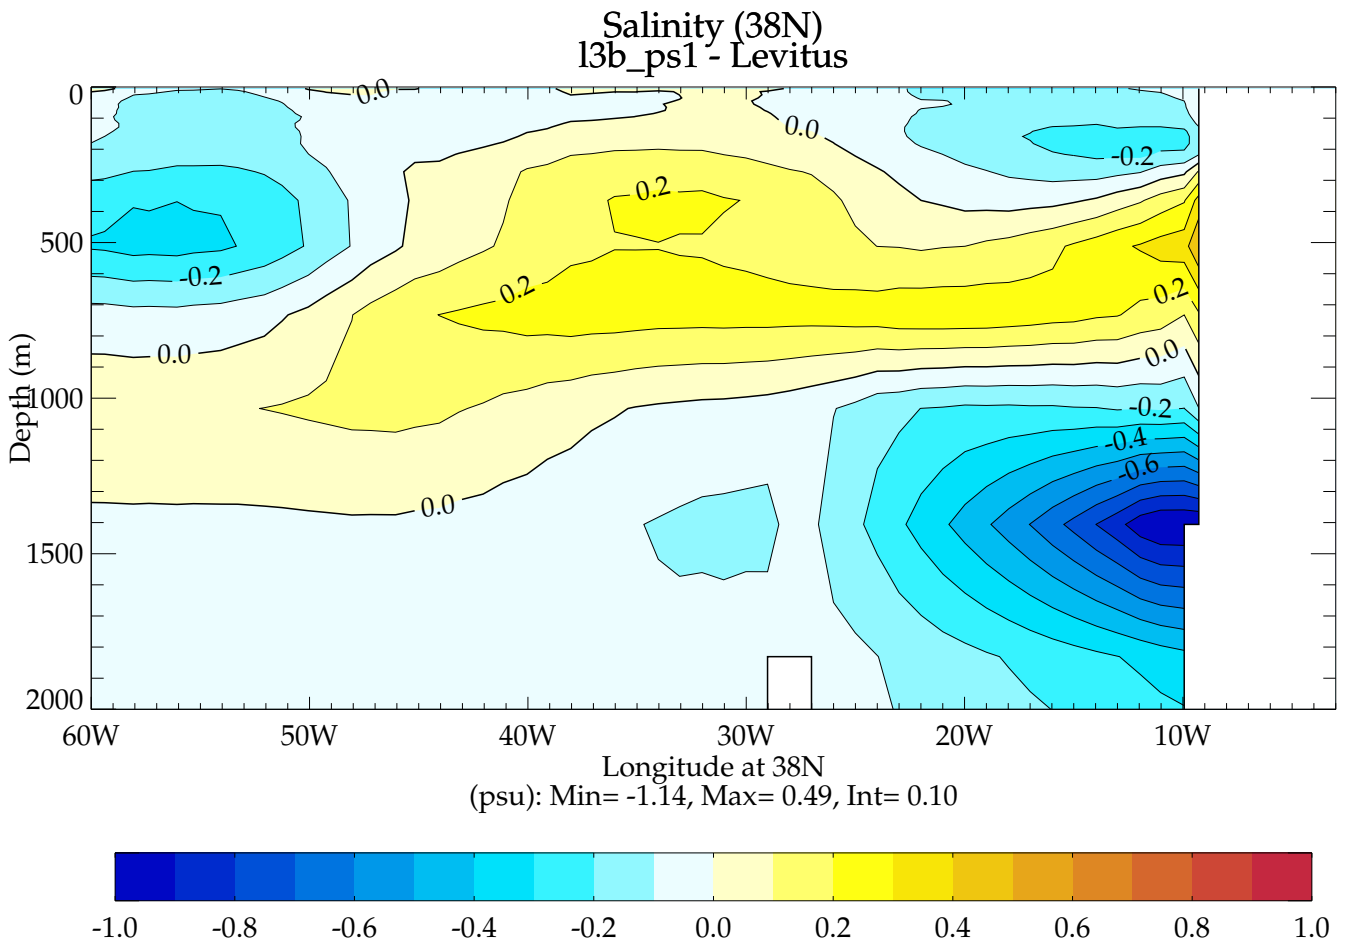 Salinity (38N)
l3b_ps1 - Levitus
0.0
0
0.0
-0.2
0.2
500
-0.2
0.2
0.2
0.0
0.0
Depth (m)
1000
-0.2
-0.4
-0.6
0.0
1500
2000
60W 50W 40W 30W 20W 10W
Longitude at 38N
(psu): Min= -1.14, Max= 0.49, Int= 0.10
-1.0 -0.8 -0.6 -0.4 -0.2 0.0 0.2 0.4 0.6 0.8 1.0